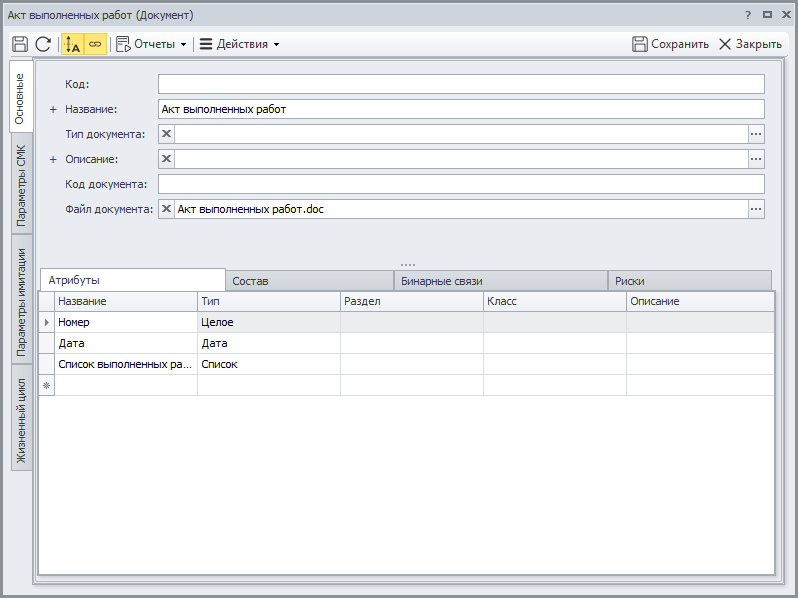 Акт выполненных работ (Документ)
Отчеты Действия Сохранить Закрыть
Основные
Параметры СМК
Параметры имитации
Жизненный цикл
Код:
+ Название: Акт выполненных работ
Тип документа:
+ Описание:
Код документа:
Файл документа: Акт выполненных работ.doc
Атрибуты Состав Бинарные связи Риски
Название Тип Раздел Класс Описание
Номер Целое
Дата Дата
Список выполненных ра... Список